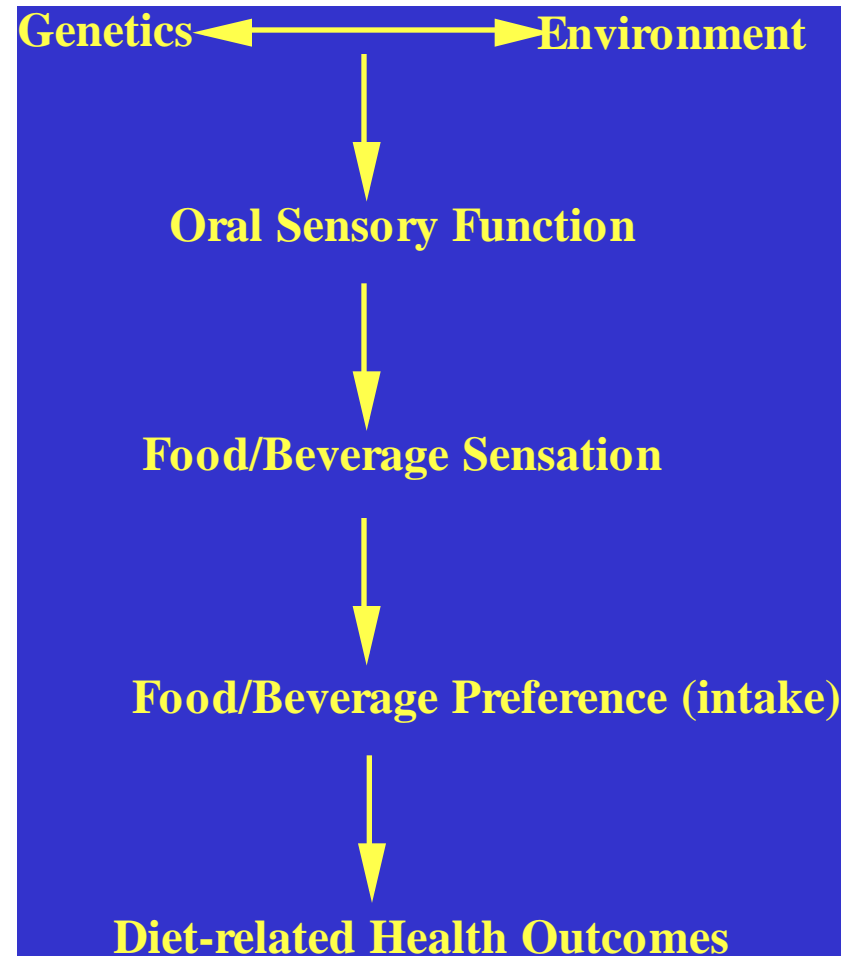 Genetics Environment
Oral Sensory Function
Food/Beverage Sensation
Food/Beverage Preference (intake)
Diet-related Health Outcomes